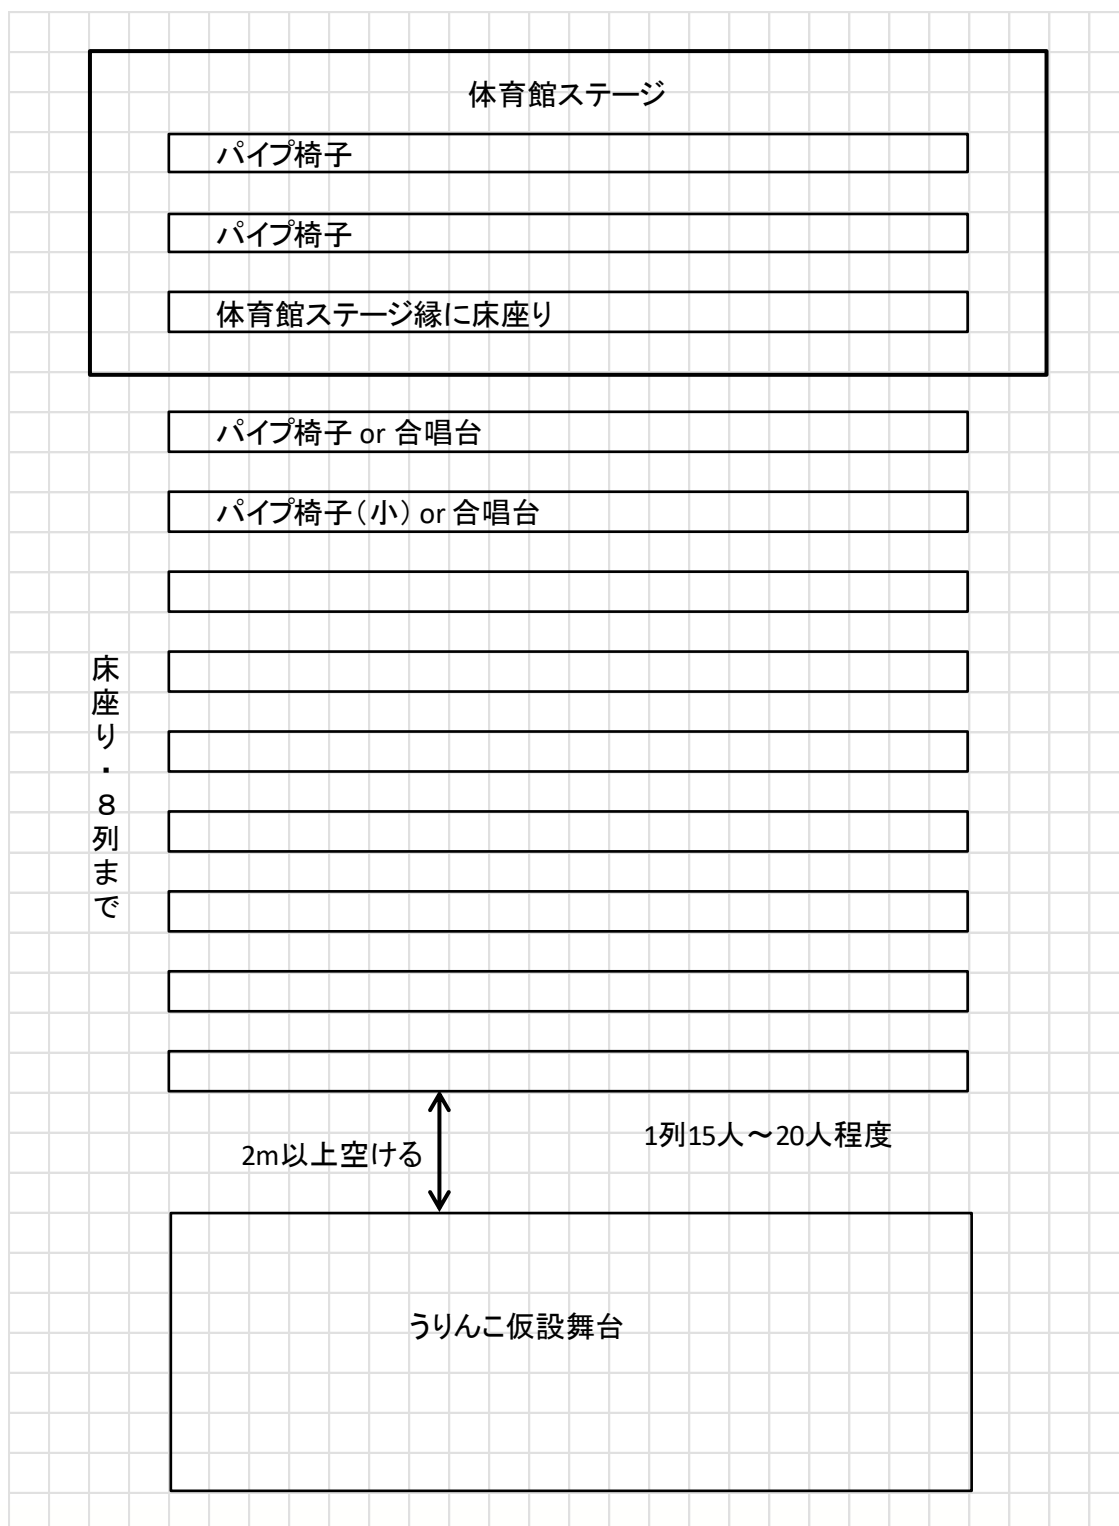 体育館ステージ
パイプ椅子
パイプ椅子
体育館ステージ縁に床座り
パイプ椅子 or 合唱台
パイプ椅子（小） or 合唱台
床座り・８列まで
1列15人～20人程度
2m以上空ける
うりんこ仮設舞台